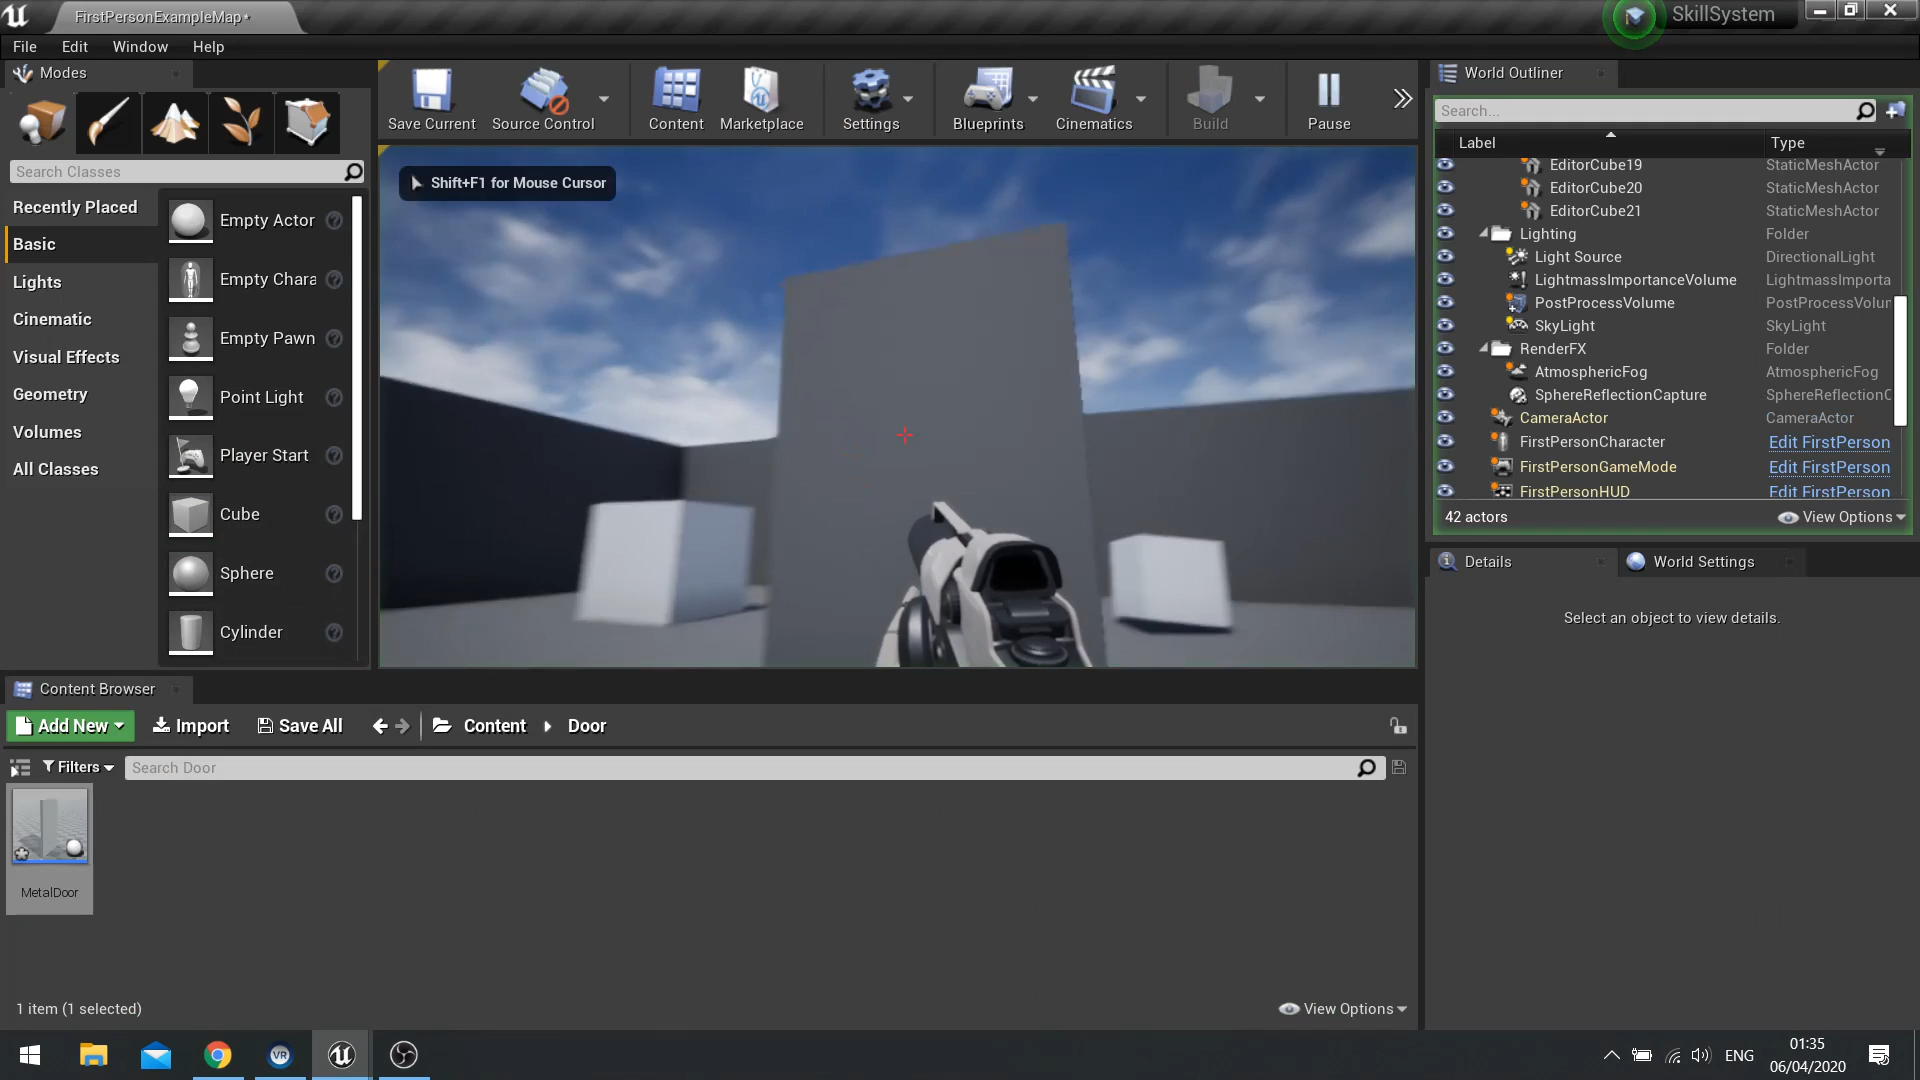 FirstPersonExampleMap*
SkillSystem
File Edit Window Help
Modes
Search Classes
Recently Placed
Basic
Lights
Cinematic
Visual Effects
Geometry
Volumes
All Classes
Empty Actor
Empty Chara
Empty Pawn
Point Light
Player Start
Cube
Sphere
Cylinder
Save Current
Source Control
Content
Marketplace
Settings
Blueprints
Cinematics
Build
Pause
Shift+F1 for Mouse Cursor
World Outliner
Search...
Label Type
EditorCube19 StaticMeshActor
EditorCube20 StaticMeshActor
EditorCube21 StaticMeshActor
Lighting Folder
Light Source DirectionalLight
LightmassImportanceVolume LightmassImporta
PostProcessVolume PostProcessVolur
SkyLight SkyLight
RenderFX Folder
AtmosphericFog AtmosphericFog
SphereReflectionCapture SphereReflectionC
CameraActor CameraActor
FirstPersonCharacter Edit FirstPerson
FirstPersonGameMode Edit FirstPerson
FirstPersonHUD Edit FirstPerson
42 actors View Options
Details
World Settings
Select an object to view details.
Content Browser
Add New Import Save All Content Door
Filters Search Door
MetalDoor
1 item (1 selected) View Options
VR
ENG
01:35
06/04/2020